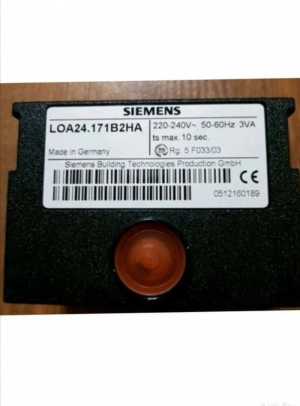 SIEMENS
LOA24.171B2HA
220-240V~ 50-60Hz 3VA
ts max. 10 sec.
Made in Germany
Rg. 5 F033/03
CE
Siemens Building Technologies Production GmbH
0512160189